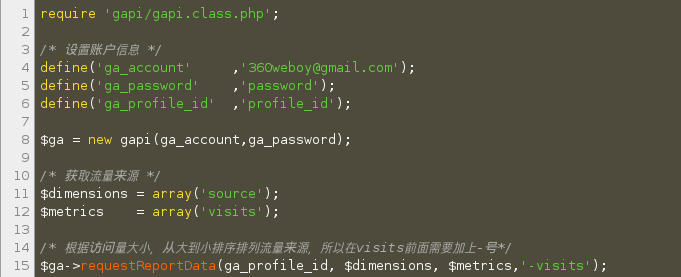 1 require 'gapi/gapi.class.php';
2
3 /* 设置账户信息 */
4 define('ga_account'     ,'360weboy@gmail.com');
5 define('ga_password'    ,'password');
6 define('ga_profile_id'  ,'profile_id');
7
8 $ga = new gapi(ga_account,ga_password);
9
10 /* 获取流量来源 */
11 $dimensions = array('source');
12 $metrics    = array('visits');
13
14 /* 根据访问量大小, 从大到小排序排列流量来源, 所以在visits前面需要加上-号*/
15 $ga->requestReportData(ga_profile_id, $dimensions, $metrics,'-visits');